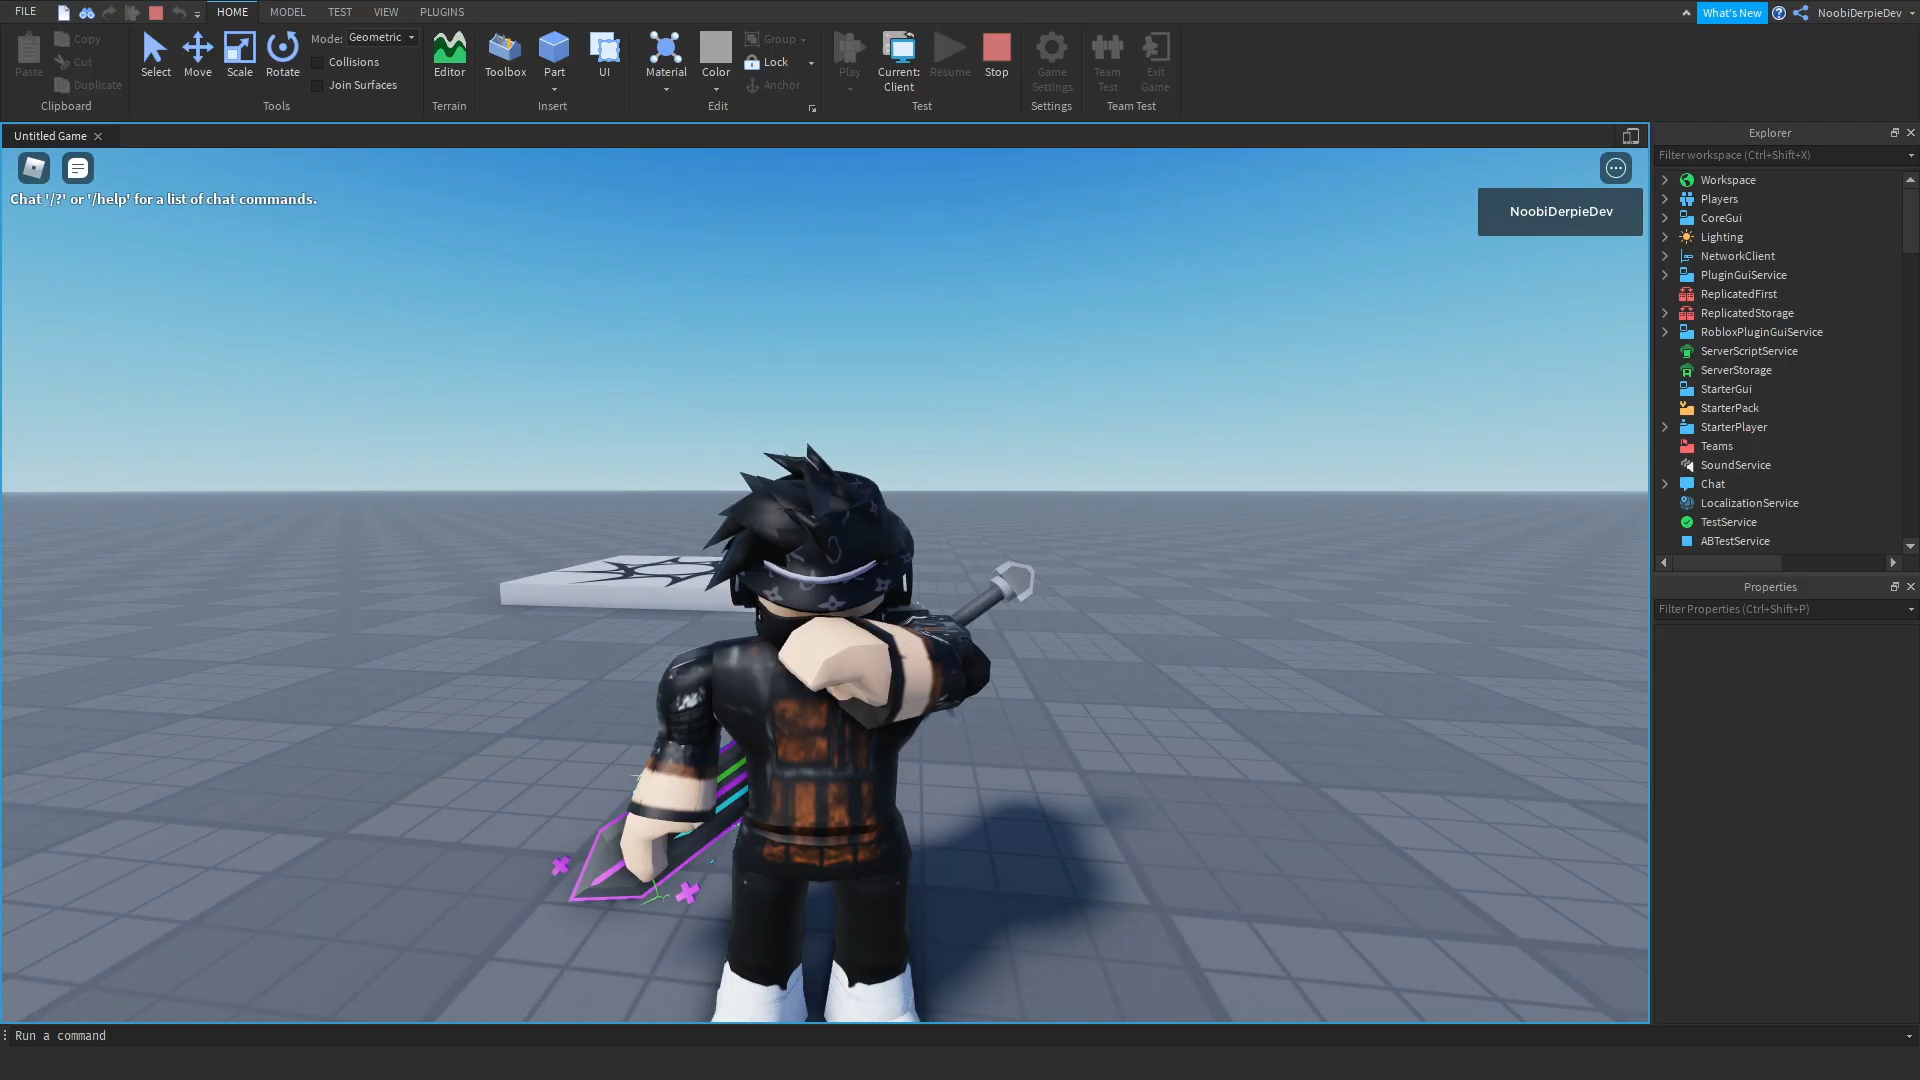 FILE
HOME
MODEL
TEST
VIEW
PLUGINS
What's New
NoobiDerpieDev
Paste
Copy
Cut
Duplicate
Clipboard
Select
Move
Scale
Rotate
Mode: Geometric
Collisions
Join Surfaces
Tools
Editor
Terrain
Toolbox
Part
UI
Insert
Material
Color
Group
Lock
Anchor
Edit
Play
Current:
Client
Resume
Stop
Test
Game
Settings
Settings
Team
Test
Exit
Game
Team Test
Untitled Game
Chat '/?' or '/help' for a list of chat commands.
NoobiDerpieDev
Explorer
Filter workspace (Ctrl+Shift+X)
Workspace
Players
CoreGui
Lighting
NetworkClient
PluginGuiService
ReplicatedFirst
ReplicatedStorage
RobloxPluginGuiService
ServerScriptService
ServerStorage
StarterGui
StarterPack
StarterPlayer
Teams
SoundService
Chat
LocalizationService
TestService
ABTestService
Properties
Filter Properties (Ctrl+Shift+P)
Run a command